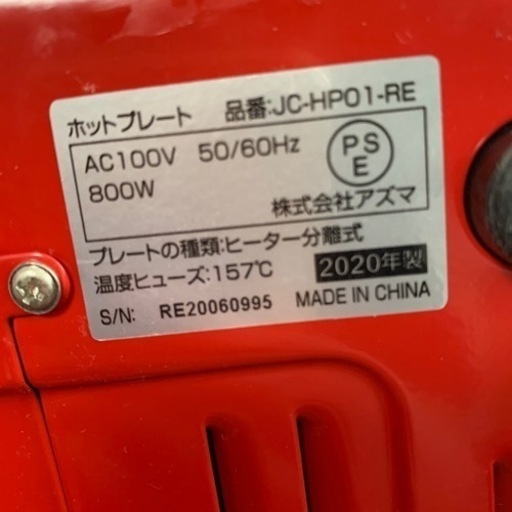 ホットプレート 品番:JC-HP01-RE
AC100V 50/60Hz
800W
PSE
株式会社アズマ
プレートの種類:ヒーター分離式
温度ヒューズ:157℃ 2020年製
S/N: RE20060995 MADE IN CHINA